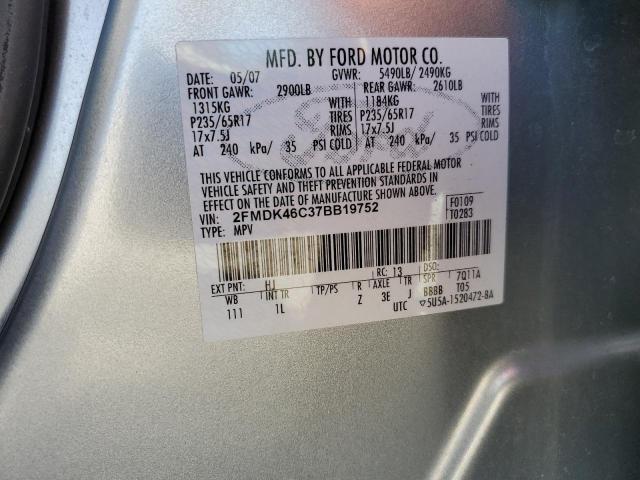 MFD. BY FORD MOTOR CO.
DATE: 05/07 GVWR: 5490LB/ 2490KG
FRONT GAWR: 2900LB REAR GAWR: 2610LB
1315KG WITH 1184KG WITH
P235/65R17 TIRES P235/65R17 TIRES
17x7.5J RIMS 17x7.5J RIMS
AT 240 kPa/ 35 PSI COLD AT 240 kPa/ 35 PSI COLD
Ford
THIS VEHICLE CONFORMS TO ALL APPLICABLE FEDERAL MOTOR
VEHICLE SAFETY AND THEFT PREVENTION STANDARDS IN
EFFECT ON THE DATE OF MANUFACTURE SHOWN ABOVE.
VIN: 2FMDK46C37BB19752 F0109
TYPE: MPV T0283
EXT PNT: HJ RC: 13 DSO:
WB INT TR TP/PS R AXLE TR SPR 7Q11A
111 1L Z 3E J BBBB T05
UTC ▽5U5A-1520472-BA